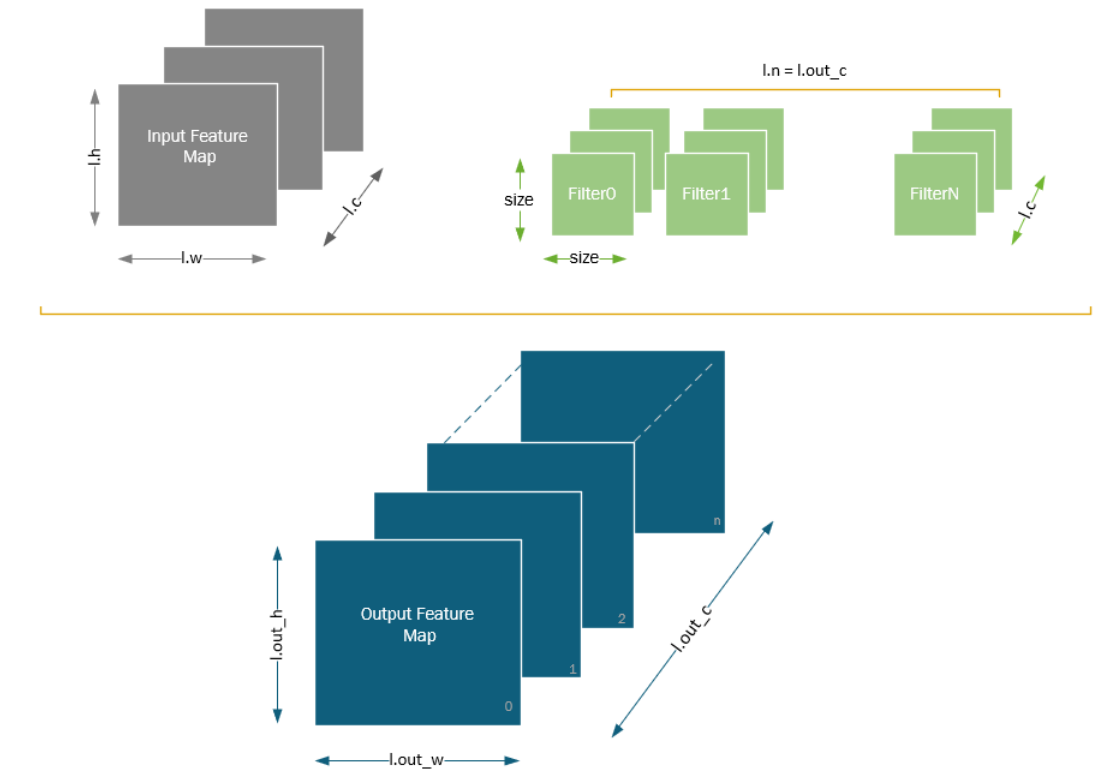 l.n = l.out_c
Input Feature
Map
l.h
l.c
l.w
Filter0
Filter1
FilterN
size
size
l.c
Output Feature
Map
0
1
2
n
l.out_h
l.out_c
l.out_w